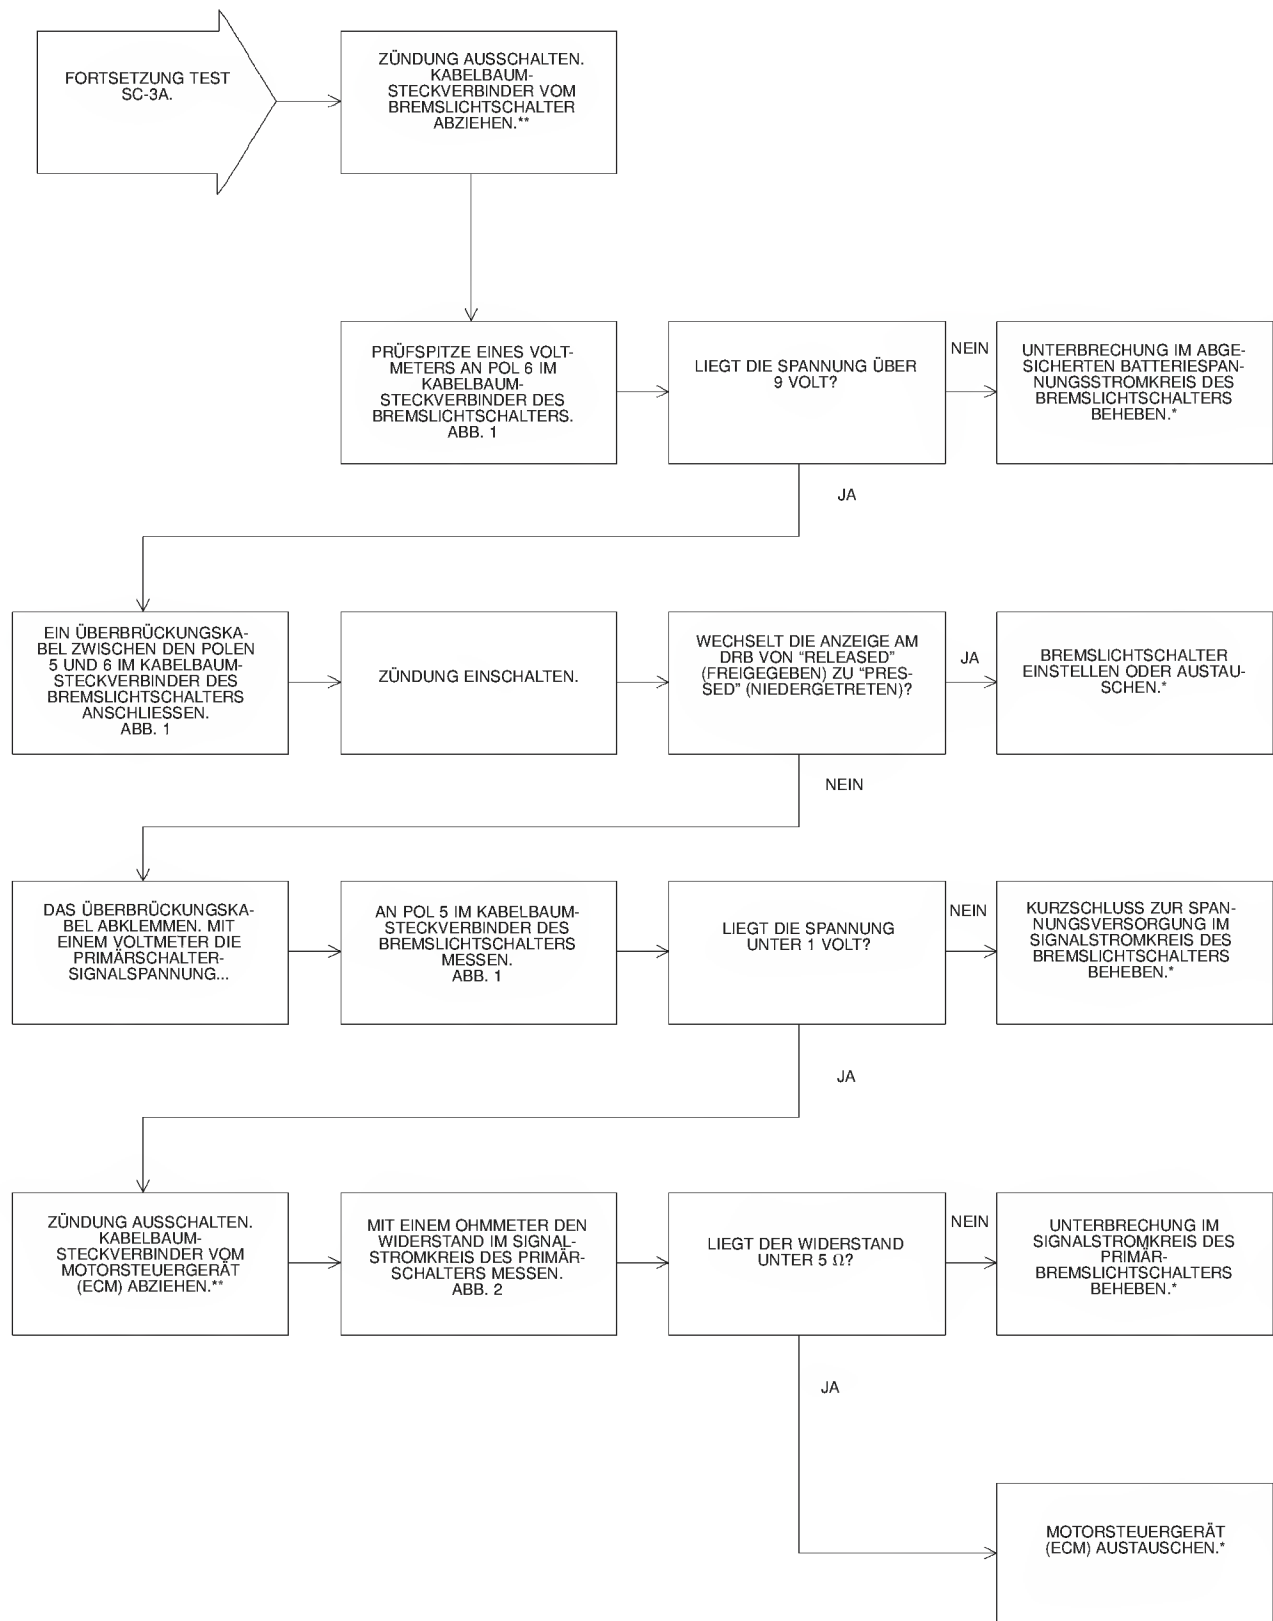 FORTSETZUNG TEST
SC-3A.
ZÜNDUNG AUSSCHALTEN.
KABELBAUM-
STECKVERBINDER VOM
BREMSLICHTSCHALTER
ABZIEHEN.**
PRÜFSPITZE EINES VOLT-
METERS AN POL 6 IM
KABELBAUM-
STECKVERBINDER DES
BREMSLICHTSCHALTERS.
ABB. 1
LIEGT DIE SPANNUNG ÜBER
9 VOLT?
NEIN
UNTERBRECHUNG IM ABGE-
SICHERTEN BATTERIESPAN-
NUNGSSTROMKREIS DES
BREMSLICHTSCHALTERS
BEHEBEN.*
JA
EIN ÜBERBRÜCKUNGSKA-
BEL ZWISCHEN DEN POLEN
5 UND 6 IM KABELBAUM-
STECKVERBINDER DES
BREMSLICHTSCHALTERS
ANSCHLIESSEN.
ABB. 1
ZÜNDUNG EINSCHALTEN.
WECHSELT DIE ANZEIGE AM
DRB VON “RELEASED”
(FREIGEGEBEN) ZU “PRES-
SED” (NIEDERGETRETEN)?
JA
BREMSLICHTSCHALTER
EINSTELLEN ODER AUSTAU-
SCHEN.*
NEIN
DAS ÜBERBRÜCKUNGSKA-
BEL ABKLEMMEN. MIT
EINEM VOLTMETER DIE
PRIMÄRSCHALTER-
SIGNALSPANNUNG...
AN POL 5 IM KABELBAUM-
STECKVERBINDER DES
BREMSLICHTSCHALTERS
MESSEN.
ABB. 1
LIEGT DIE SPANNUNG
UNTER 1 VOLT?
NEIN
KURZSCHLUSS ZUR SPAN-
NUNGSVERSORGUNG IM
SIGNALSTROMKREIS DES
BREMSLICHTSCHALTERS
BEHEBEN.*
JA
ZÜNDUNG AUSSCHALTEN.
KABELBAUM-
STECKVERBINDER VOM
MOTORSTEUERGERÄT
(ECM) ABZIEHEN.**
MIT EINEM OHMMETER DEN
WIDERSTAND IM SIGNAL-
STROMKREIS DES PRIMÄR-
SCHALTERS MESSEN.
ABB. 2
LIEGT DER WIDERSTAND
UNTER 5 Ω?
NEIN
UNTERBRECHUNG IM
SIGNALSTROMKREIS DES
PRIMÄR-
BREMSLICHTSCHALTERS
BEHEBEN.*
JA
MOTORSTEUERGERÄT
(ECM) AUSTAUSCHEN.*